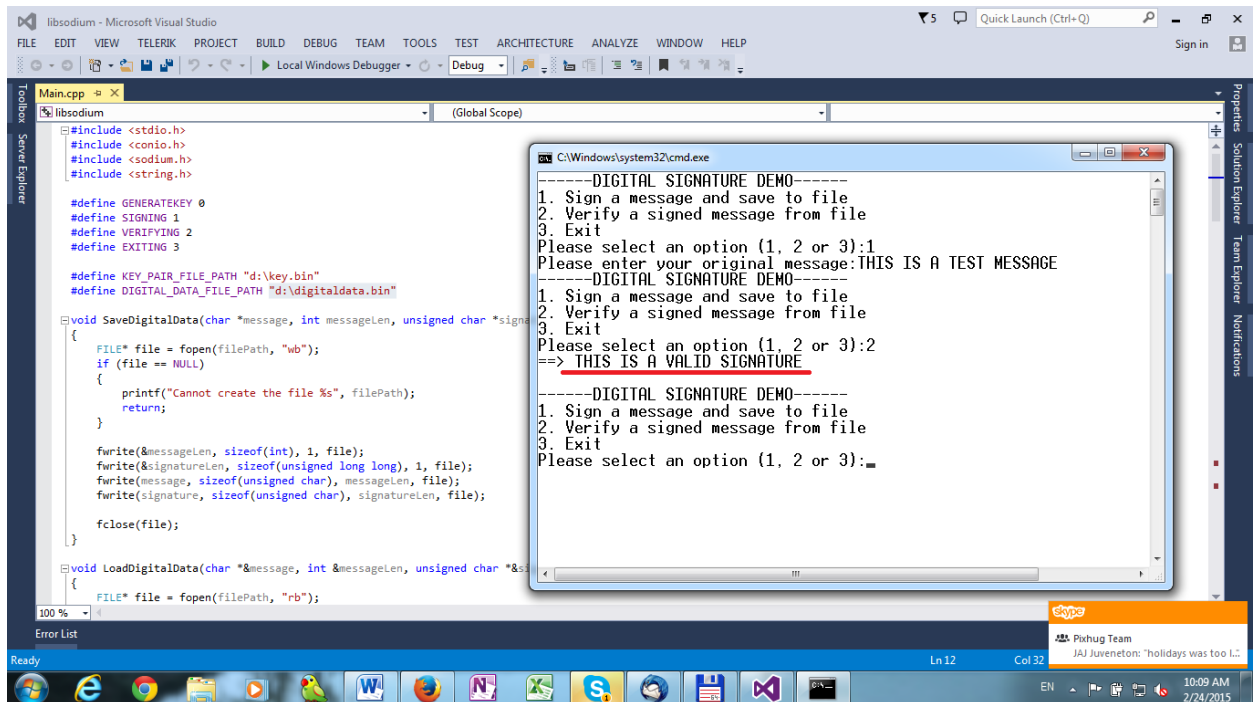 libsodium - Microsoft Visual Studio
5
Quick Launch (Ctrl+Q)
FILE EDIT VIEW TELERIK PROJECT BUILD DEBUG TEAM TOOLS TEST ARCHITECTURE ANALYZE WINDOW HELP
Sign in
Local Windows Debugger
Debug
Toolbox
Server Explorer
Main.cpp
libsodium
(Global Scope)
#include <stdio.h>
#include <conio.h>
#include <sodium.h>
#include <string.h>
#define GENERATEKEY 0
#define SIGNING 1
#define VERIFYING 2
#define EXITING 3
#define KEY_PAIR_FILE_PATH "d:\key.bin"
#define DIGITAL_DATA_FILE_PATH "d:\digitaldata.bin"
void SaveDigitalData(char *message, int messageLen, unsigned char *signa
{
FILE* file = fopen(filePath, "wb");
if (file == NULL)
{
printf("Cannot create the file %s", filePath);
return;
}
fwrite(&messageLen, sizeof(int), 1, file);
fwrite(&signatureLen, sizeof(unsigned long long), 1, file);
fwrite(message, sizeof(unsigned char), messageLen, file);
fwrite(signature, sizeof(unsigned char), signatureLen, file);
fclose(file);
}
void LoadDigitalData(char *&message, int &messageLen, unsigned char *&si
{
FILE* file = fopen(filePath, "rb");
100 %
C:\Windows\system32\cmd.exe
------DIGITAL SIGNATURE DEMO------
1. Sign a message and save to file
2. Verify a signed message from file
3. Exit
Please select an option (1, 2 or 3):1
Please enter your original message:THIS IS A TEST MESSAGE
------DIGITAL SIGNATURE DEMO------
1. Sign a message and save to file
2. Verify a signed message from file
3. Exit
Please select an option (1, 2 or 3):2
==> THIS IS A VALID SIGNATURE
------DIGITAL SIGNATURE DEMO------
1. Sign a message and save to file
2. Verify a signed message from file
3. Exit
Please select an option (1, 2 or 3):
Properties
Solution Explorer
Team Explorer
Notifications
Error List
skype
Pixhug Team
JAJ Juveneton: "holidays was too l...
Ready
Ln 12
Col 32
EN
10:09 AM
2/24/2015